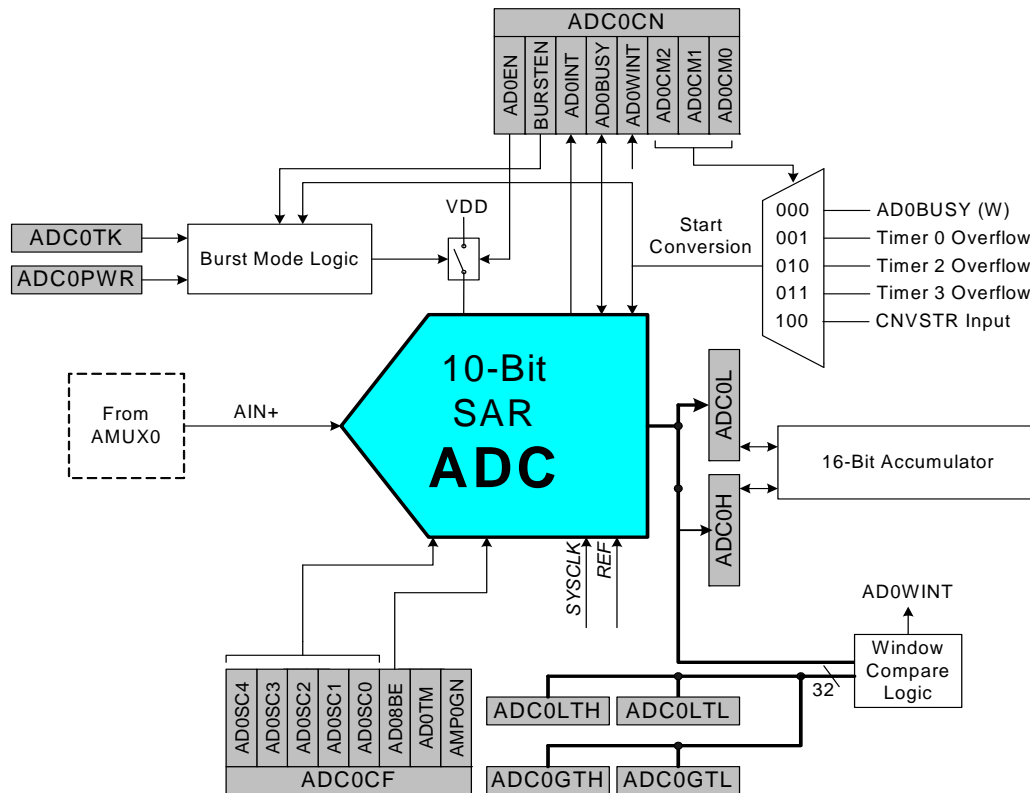 ADC0CN
AD0EN
BURSTEN
AD0INT
AD0BUSY
AD0WINT
AD0CM2
AD0CM1
AD0CM0
VDD
Start
Conversion
000
001
010
011
100
AD0BUSY (W)
Timer 0 Overflow
Timer 2 Overflow
Timer 3 Overflow
CNVSTR Input
ADC0TK
ADC0PWR
Burst Mode Logic
From
AMUX0
AIN+
10-Bit
SAR
ADC
ADC0L
ADC0H
16-Bit Accumulator
SYSCLK
REF
AD0WINT
Window
Compare
Logic
32
AD0SC4
AD0SC3
AD0SC2
AD0SC1
AD0SC0
AD08BE
AD0TM
AMP0GN
ADC0CF
ADC0LTH
ADC0LTL
ADC0GTH
ADC0GTL